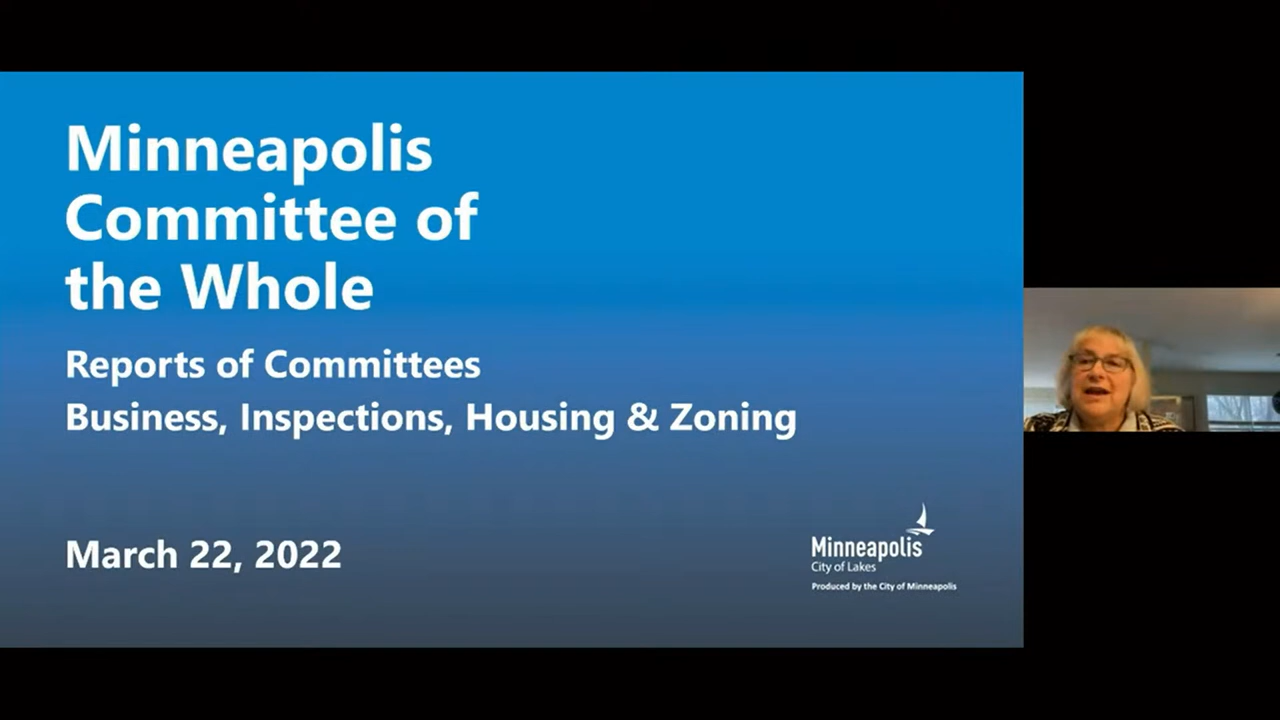 Minneapolis
Committee of
the Whole
Reports of Committees
Business, Inspections, Housing & Zoning
March 22, 2022
Minneapolis
City of Lakes
Produced by the City of Minneapolis